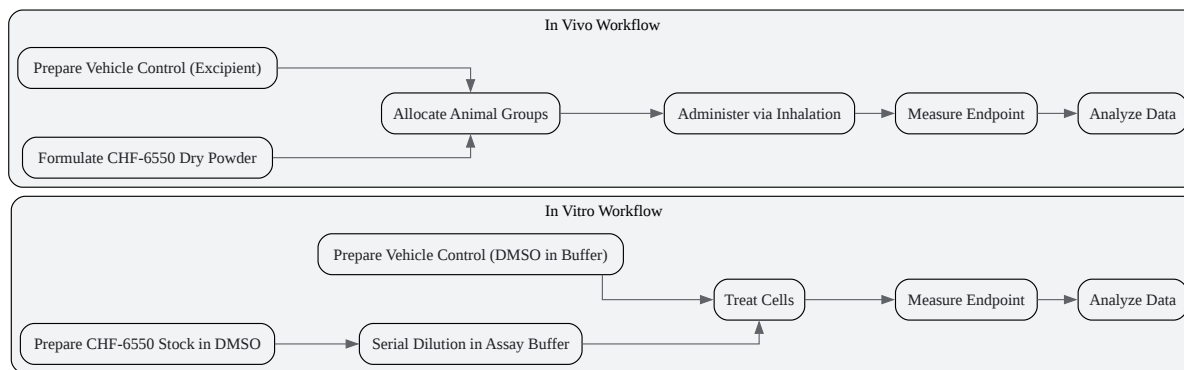 In Vivo Workflow
Prepare Vehicle Control (Excipient)
Allocate Animal Groups
Administer via Inhalation
Measure Endpoint
Analyze Data
Formulate CHF-6550 Dry Powder
In Vitro Workflow
Prepare Vehicle Control (DMSO in Buffer)
Treat Cells
Measure Endpoint
Analyze Data
Prepare CHF-6550 Stock in DMSO
Serial Dilution in Assay Buffer